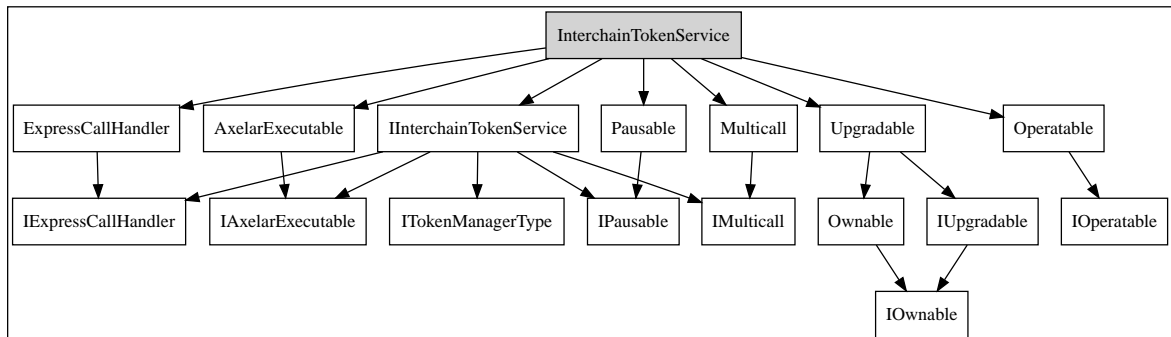 InterchainTokenService
ExpressCallHandler
AxelarExecutable
IInterchainTokenService
Pausable
Multicall
Upgradable
Operatable
IExpressCallHandler
IAxelarExecutable
ITokenManagerType
IPausable
IMulticall
Ownable
IUpgradable
IOperatable
IOwnable